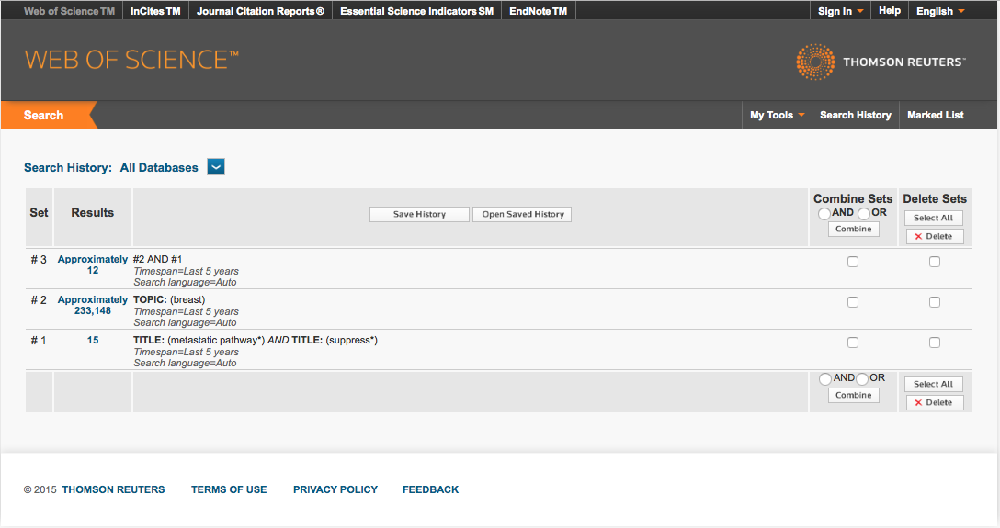 Web of Science TM InCites TM Journal Citation Reports® Essential Science Indicators SM EndNote TM Sign In Help English
WEB OF SCIENCE™
THOMSON REUTERS™
Search My Tools Search History Marked List
Search History: All Databases
Set Results Save History Open Saved History Combine Sets Delete Sets
AND OR Select All
Combine Delete
# 3 Approximately 12 #2 AND #1
Timespan=Last 5 years
Search language=Auto
# 2 Approximately 233,148 TOPIC: (breast)
Timespan=Last 5 years
Search language=Auto
# 1 15 TITLE: (metastatic pathway*) AND TITLE: (suppress*)
Timespan=Last 5 years
Search language=Auto
AND OR Select All
Combine Delete
© 2015 THOMSON REUTERS TERMS OF USE PRIVACY POLICY FEEDBACK